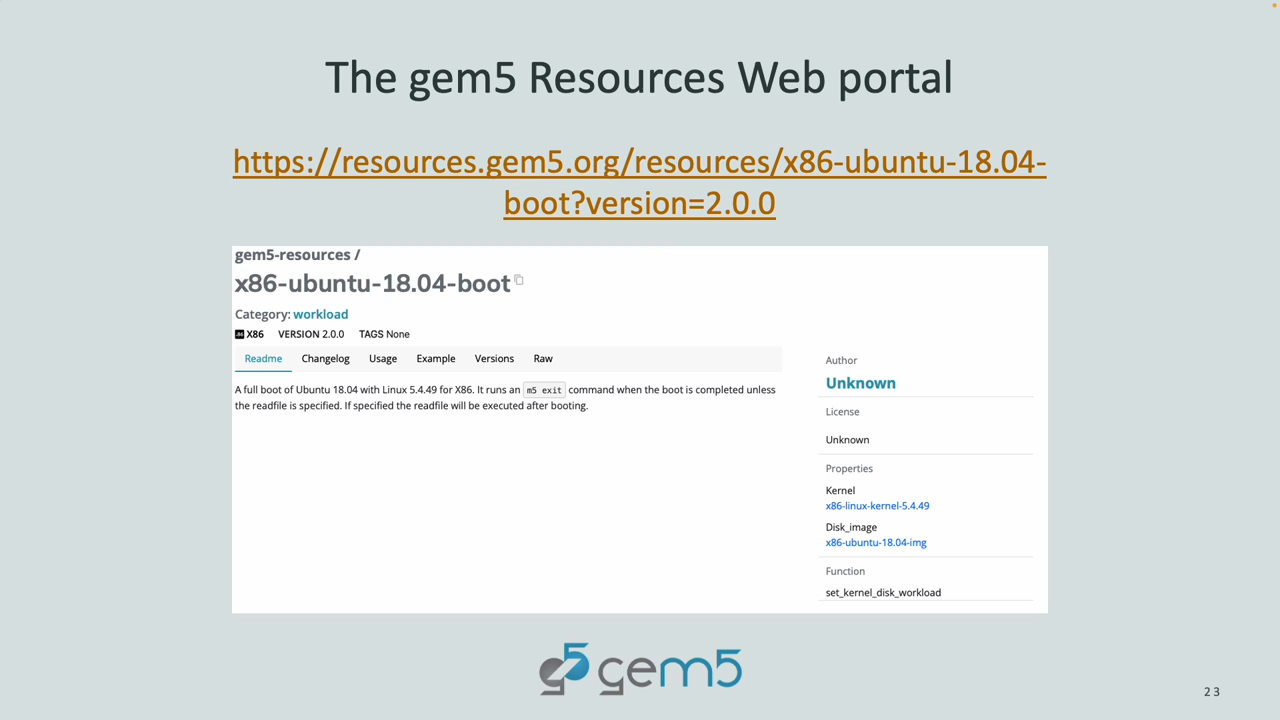 The gem5 Resources Web portal
https://resources.gem5.org/resources/x86-ubuntu-18.04-
boot?version=2.0.0
gem5-resources /
x86-ubuntu-18.04-boot
Category: workload
X86 VERSION 2.0.0 TAGS None
Readme Changelog Usage Example Versions Raw
A full boot of Ubuntu 18.04 with Linux 5.4.49 for X86. It runs an m5 exit command when the boot is completed unless
the readfile is specified. If specified the readfile will be executed after booting.
Author
Unknown
License
Unknown
Properties
Kernel
x86-linux-kernel-5.4.49
Disk_image
x86-ubuntu-18.04-img
Function
set_kernel_disk_workload
g5 gem5
23